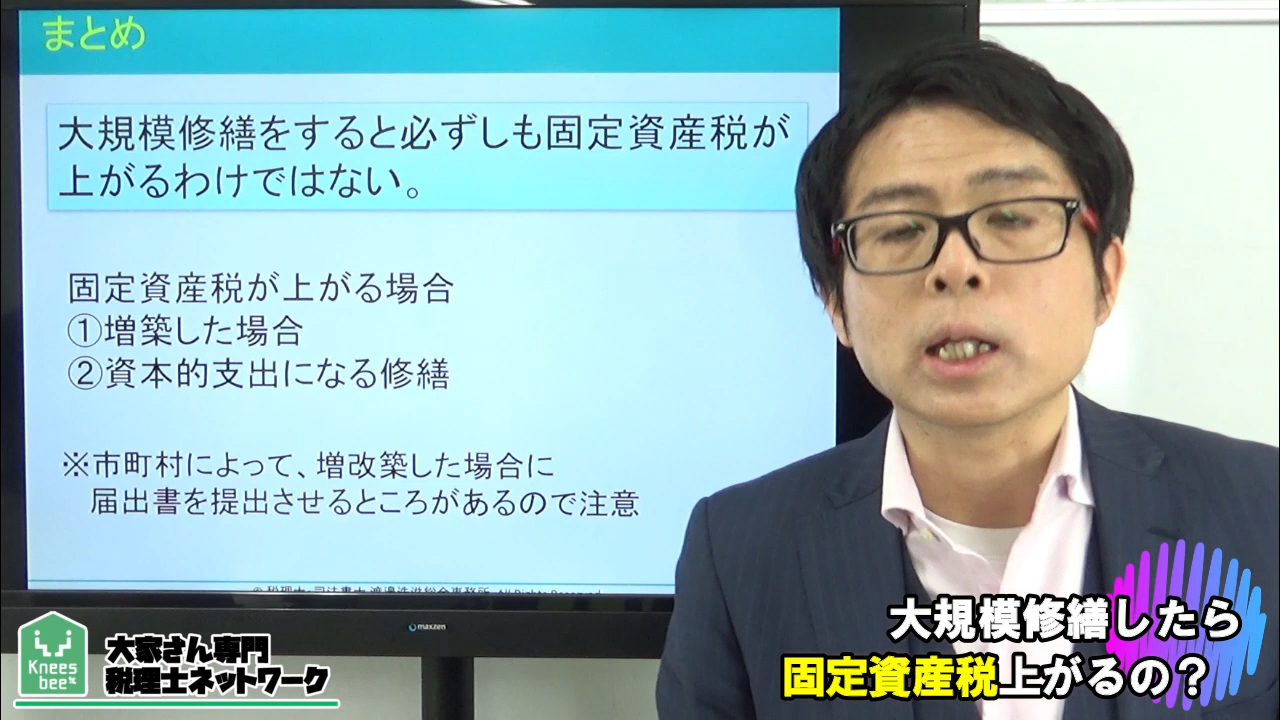 まとめ
大規模修繕をすると必ずしも固定資産税が
上がるわけではない。
固定資産税が上がる場合
①増築した場合
②資本的支出になる修繕
※市町村によって、増改築した場合に
届出書を提出させるところがあるので注意
maxzen
Knees
bee
大家さん専門
税理士ネットワーク
大規模修繕したら
固定資産税上がるの？